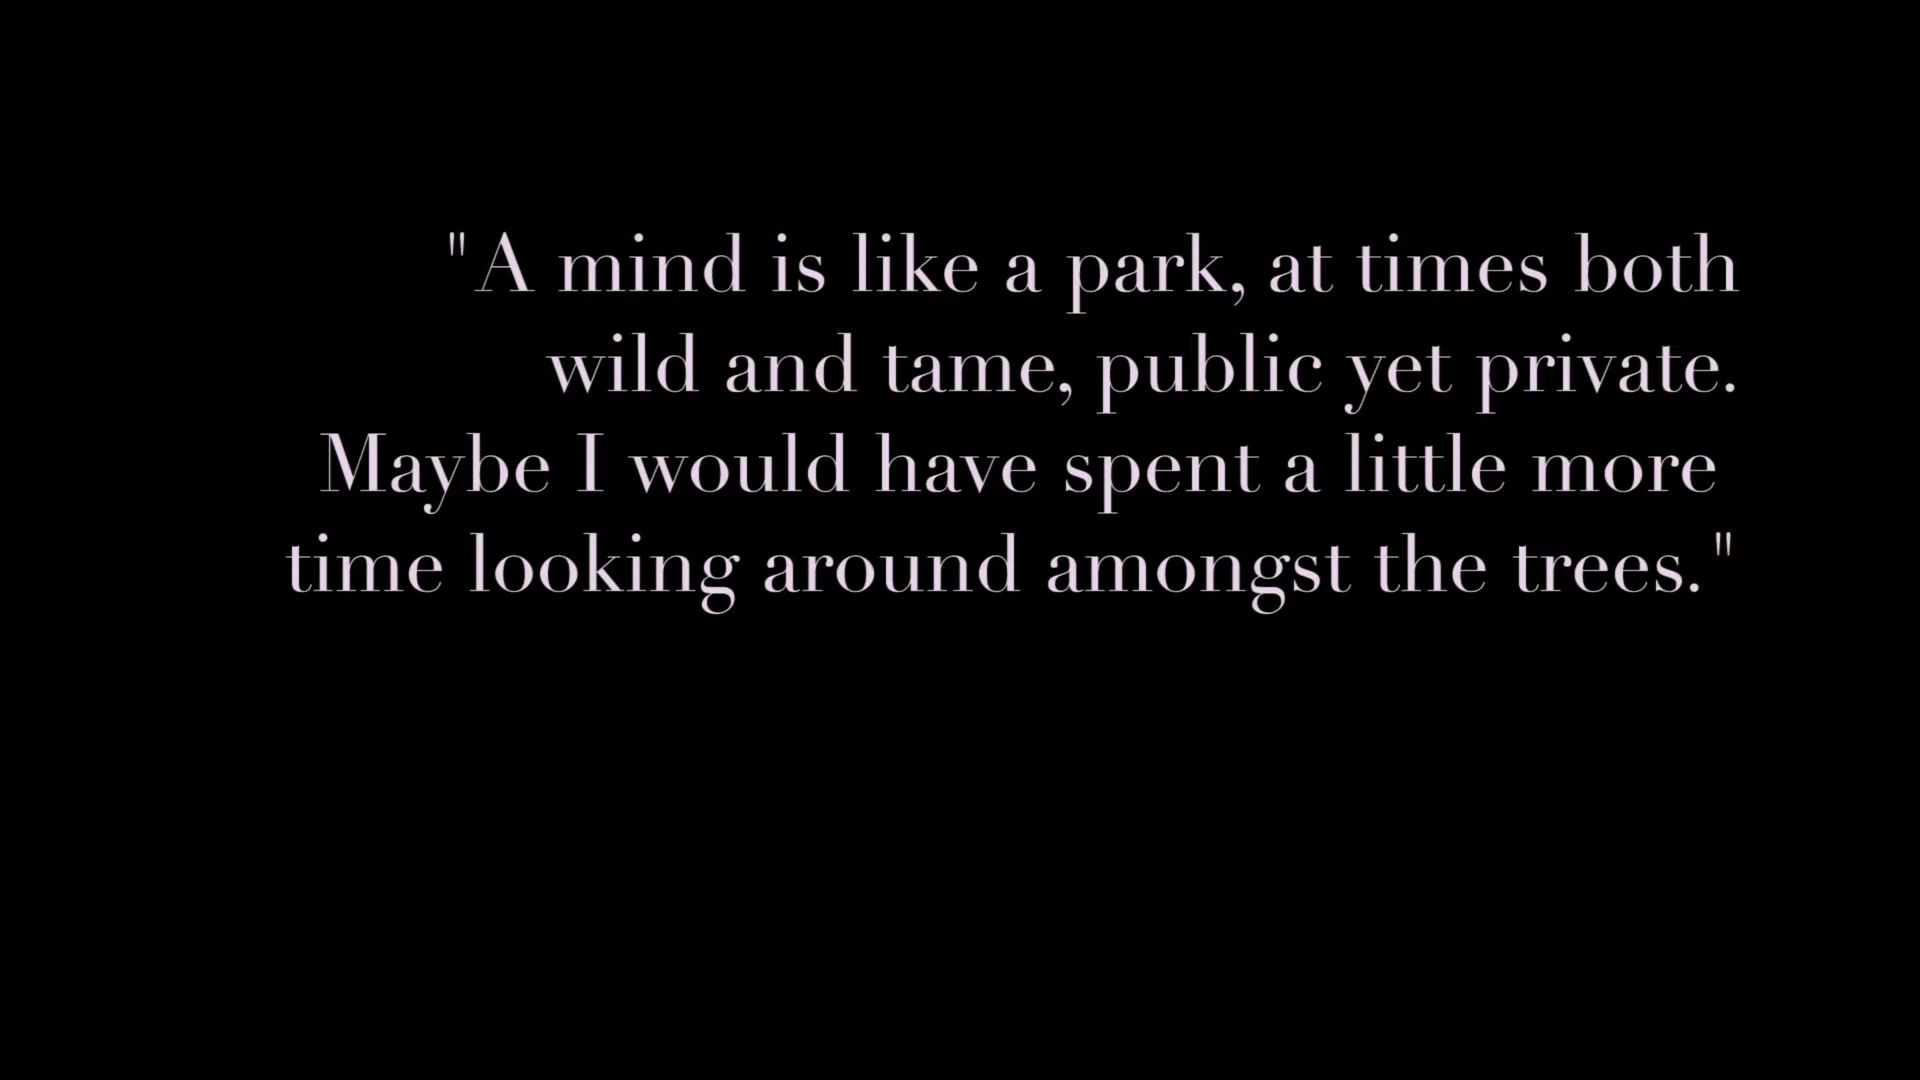 "A mind is like a park, at times both
wild and tame, public yet private.
Maybe I would have spent a little more
time looking around amongst the trees."